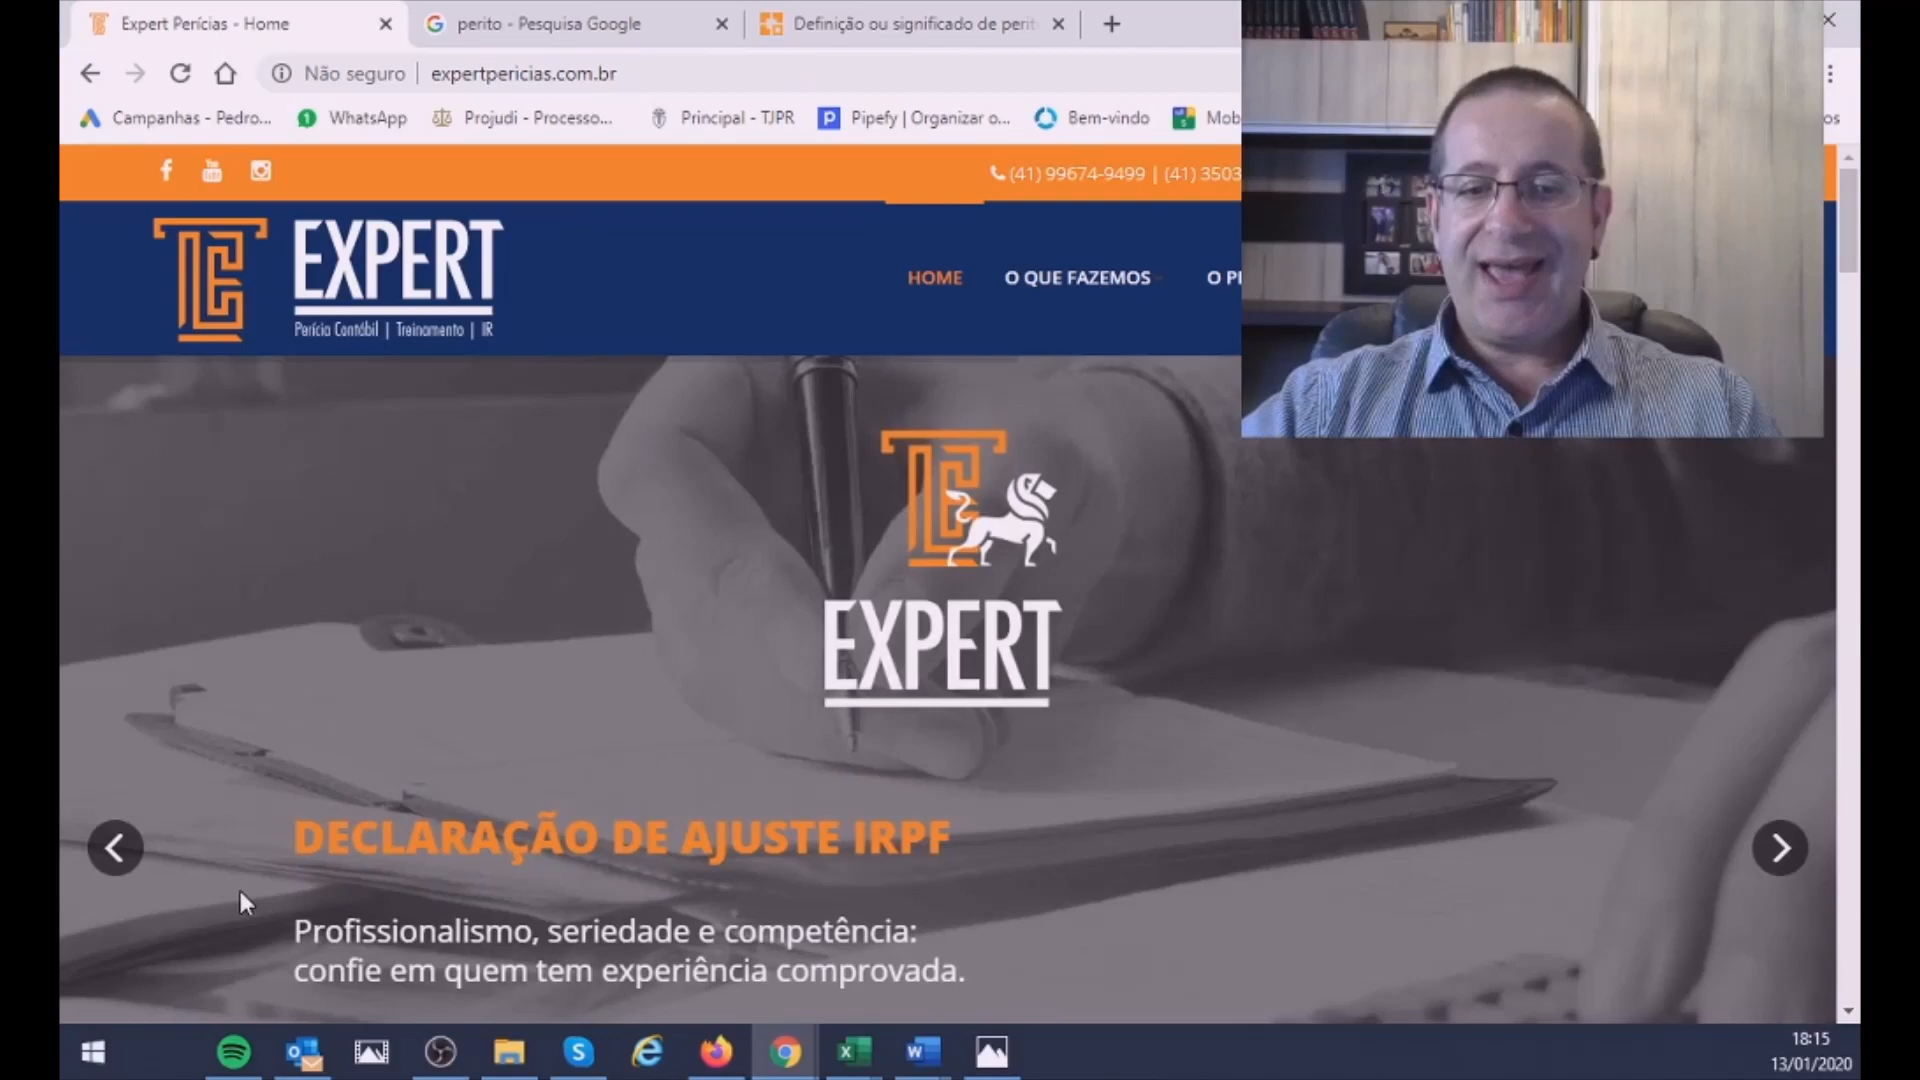 Expert Perícias - Home
perito - Pesquisa Google
Definição ou significado de perit
Não seguro
expertpericias.com.br
Campanhas - Pedro...
WhatsApp
Projudi - Processo...
Principal - TJPR
Pipefy | Organizar o...
Bem-vindo
Mob
os
(41) 99674-9499 | (41) 3503
EXPERT
Perícia Contábil | Treinamento | IR
HOME
O QUE FAZEMOS
O PE
EXPERT
DECLARAÇÃO DE AJUSTE IRPF
Profissionalismo, seriedade e competência:
confie em quem tem experiência comprovada.
18:15
13/01/2020